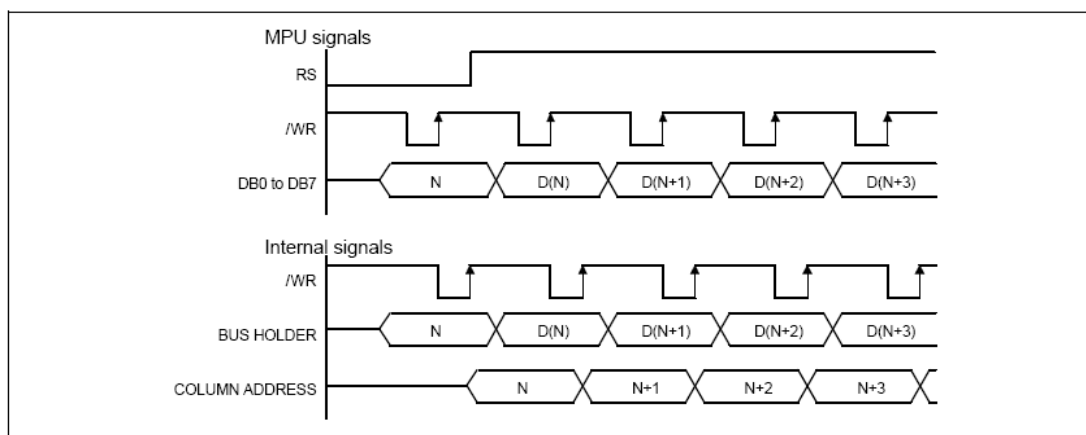 MPU signals
RS
/WR
DB0 to DB7 N D(N) D(N+1) D(N+2) D(N+3)
Internal signals
/WR
BUS HOLDER N D(N) D(N+1) D(N+2) D(N+3)
COLUMN ADDRESS N N+1 N+2 N+3